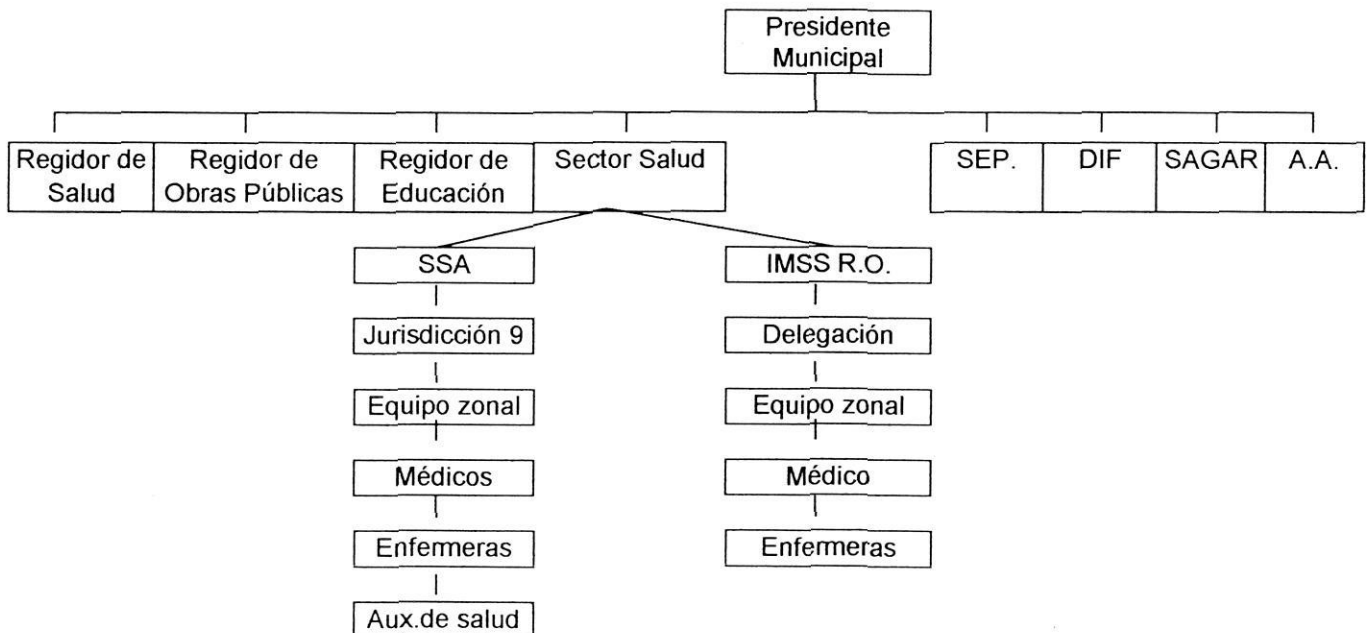 Presidente
Municipal
Regidor de
Salud
Regidor de
Obras Públicas
Regidor de
Educación
Sector Salud
SEP.
DIF
SAGAR
A.A.
SSA
IMSS R.O.
Jurisdicción 9
Delegación
Equipo zonal
Equipo zonal
Médicos
Médico
Enfermeras
Enfermeras
Aux.de salud